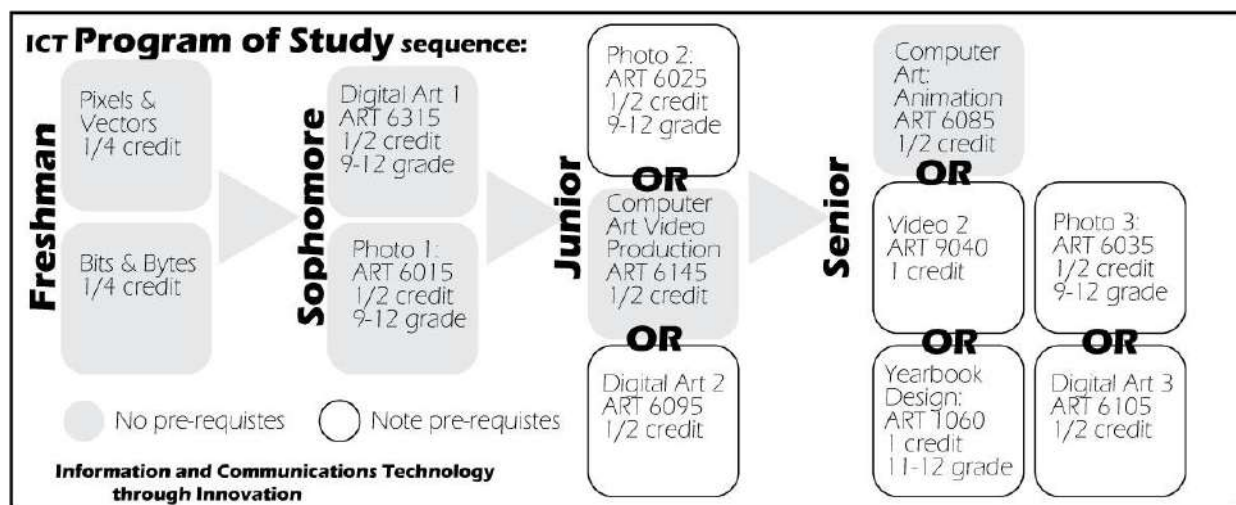 ICT Program of Study sequence:
Freshman
Pixels &
Vectors
1/4 credit
Bits & Bytes
1/4 credit
Sophomore
Digital Art 1
ART 6315
1/2 credit
9-12 grade
Photo 1:
ART 6015
1/2 credit
9-12 grade
Junior
Photo 2:
ART 6025
1/2 credit
9-12 grade
OR
Computer
Art Video
Production
ART 6145
1/2 credit
OR
Digital Art 2
ART 6095
1/2 credit
Senior
Computer
Art:
Animation
ART 6085
1/2 credit
OR
Video 2
ART 9040
1 credit
Photo 3:
ART 6035
1/2 credit
9-12 grade
OR
OR
Yearbook
Design:
ART 1060
1 credit
11-12 grade
Digital Art 3
ART 6105
1/2 credit
No pre-requistes
Note pre-requistes
Information and Communications Technology
through Innovation